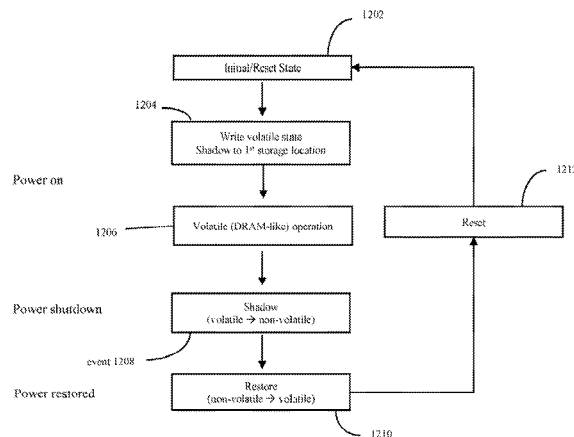 1202
Initial/Reset State
1204
Write volatile state
Shadow to 1st storage location
Power on
1212
1206
Volatile (DRAM-like) operation
Reset
Power shutdown
Shadow
(volatile → non-volatile)
event 1208
Power restored
Restore
(non-volatile → volatile)
1210